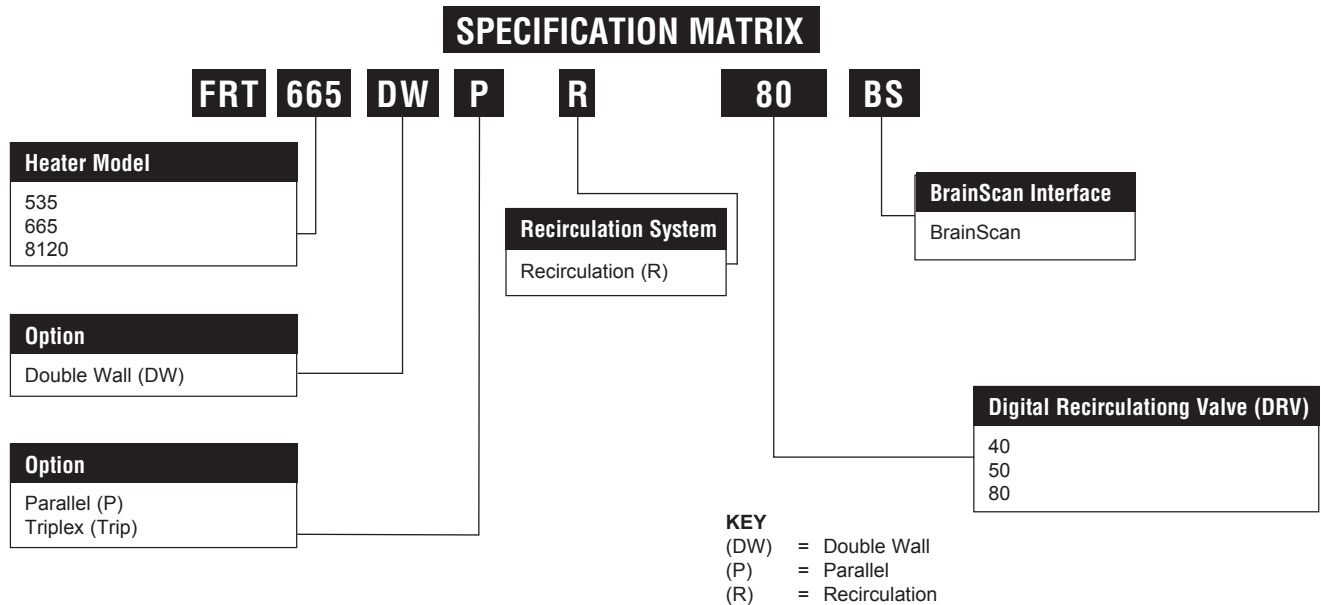 SPECIFICATION MATRIX
FRT 665 DW P R 80 BS
Heater Model
535
665
8120
BrainScan Interface
BrainScan
Recirculation System
Recirculation (R)
Option
Double Wall (DW)
Digital Recirculationg Valve (DRV)
40
50
80
Option
Parallel (P)
Triplex (Trip)
KEY
(DW) = Double Wall
(P) = Parallel
(R) = Recirculation